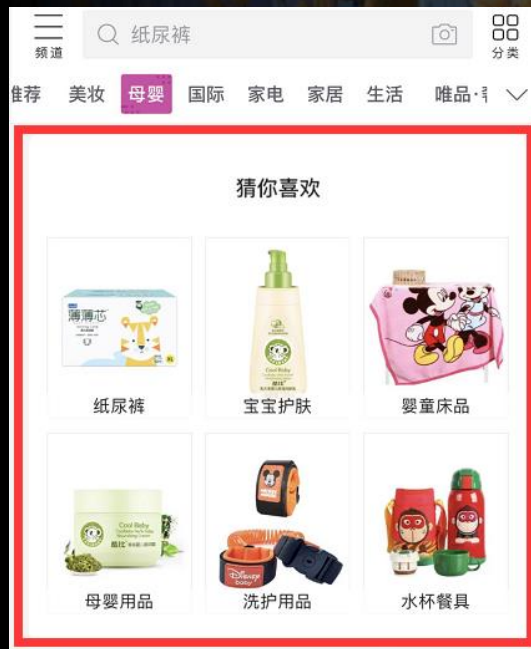 纸尿裤
频道
分类
推荐 美妆 母婴 国际 家电 家居 生活 唯品·
猜你喜欢
薄薄芯
Cool Baby
纸尿裤
宝宝护肤
婴童床品
Cool Baby
Disney
baby
母婴用品
洗护用品
水杯餐具